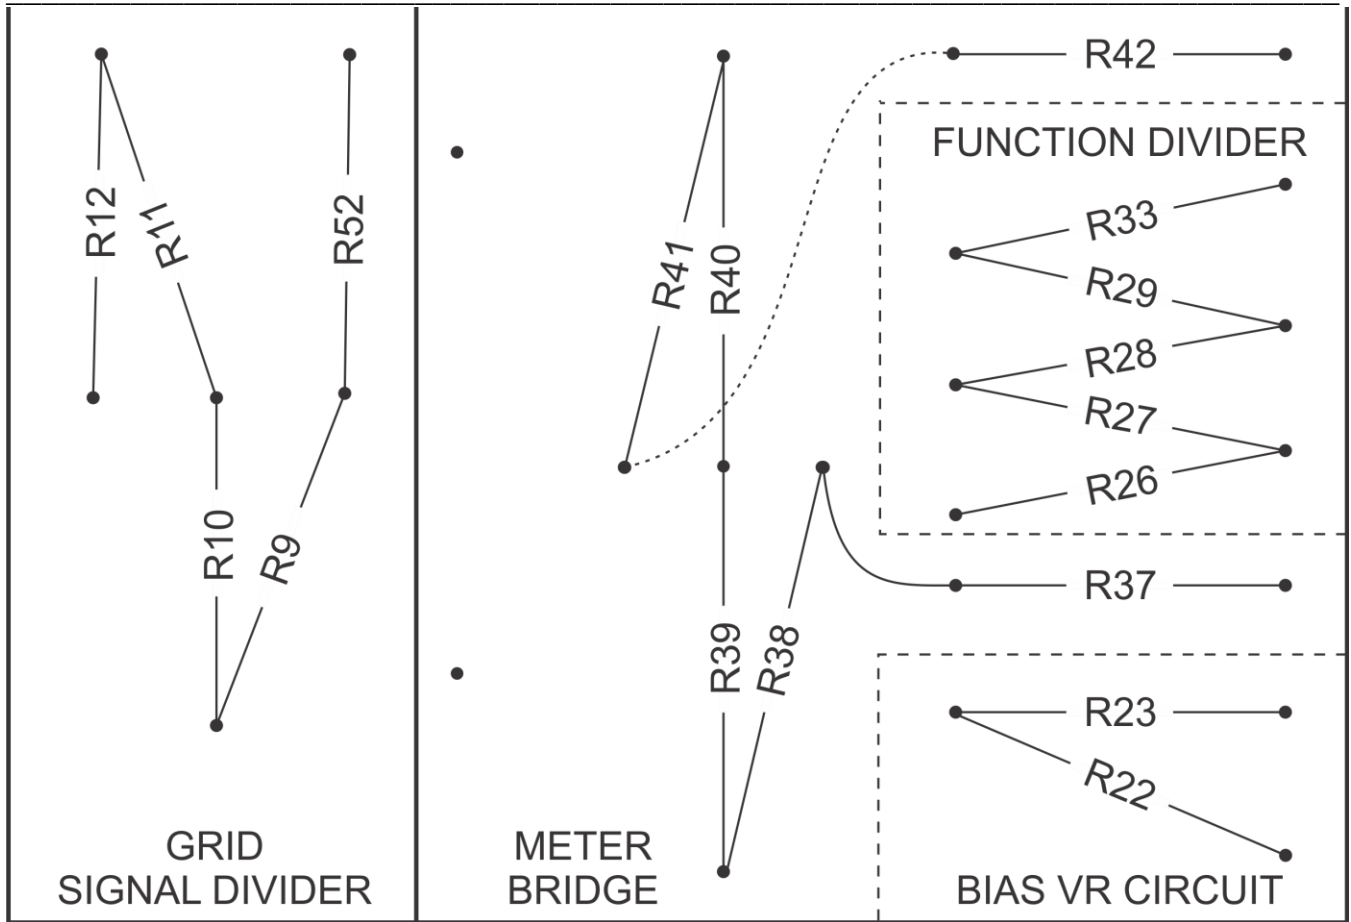 R12
R11
R52
R10
R9
GRID
SIGNAL DIVIDER
R41
R40
R39
R38
METER
BRIDGE
R42
FUNCTION DIVIDER
R33
R29
R28
R27
R26
R37
R23
R22
BIAS VR CIRCUIT